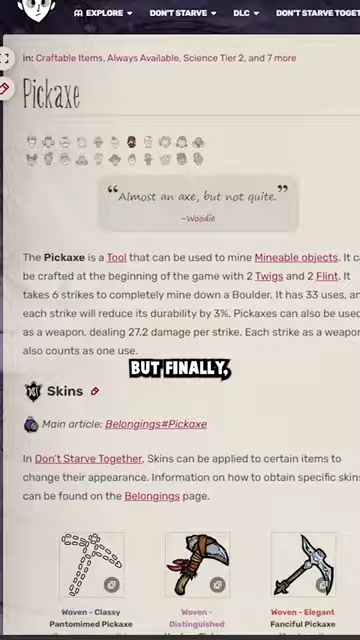 EXPLORE DON'T STARVE DLC DON'T STARVE TOGET
in: Craftable Items, Always Available, Science Tier 2, and 7 more
Pickaxe
“Almost an axe, but not quite.”
–Woodie
The Pickaxe is a Tool that can be used to mine Mineable objects. It ca
be crafted at the beginning of the game with 2 Twigs and 2 Flint. It
takes 6 strikes to completely mine down a Boulder. It has 33 uses, an
each strike will reduce its durability by 3%. Pickaxes can also be used
as a weapon, dealing 27.2 damage per strike. Each strike as a weapon
also counts as one use.
BUT FINALLY,
Skins
Main article: Belongings#Pickaxe
In Don't Starve Together, Skins can be applied to certain items to
change their appearance. Information on how to obtain specific skins
can be found on the Belongings page.
Woven - Classy Woven - Woven - Elegant
Pantomimed Pickaxe Distinguished Fanciful Pickaxe